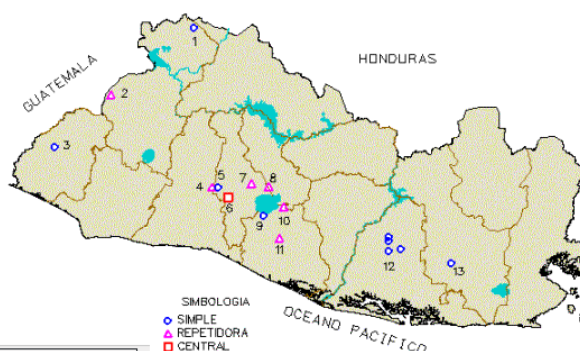 1
HONDURAS
GUATEMALA
2
3
4
5
7
8
6
10
9
11
12
13
SIMBOLOGIA
SIMPLE
REPETIDORA
CENTRAL
OCEANO PACIFICO